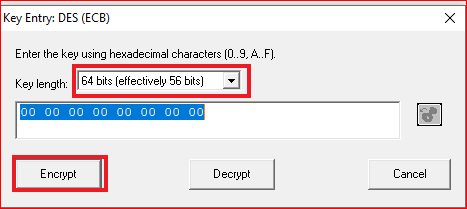 Key Entry: DES (ECB)
Enter the key using hexadecimal characters (0..9, A..F).
Key length: 64 bits (effectively 56 bits)
00 00 00 00 00 00 00 00
Encrypt Decrypt Cancel